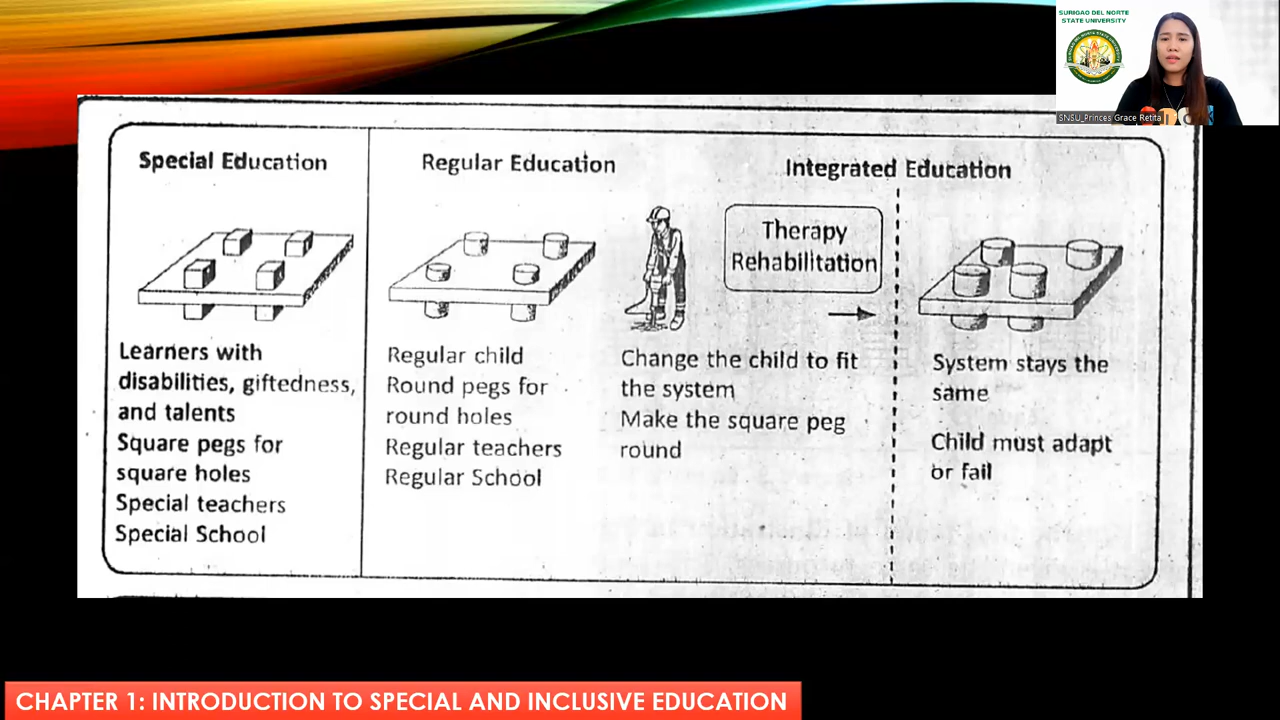 SURIGAO DEL NORTE
STATE UNIVERSITY
SNSU_Princes Grace Retita
Special Education
Learners with
disabilities, giftedness,
and talents
Square pegs for
square holes
Special teachers
Special School
Regular Education
Regular child
Round pegs for
round holes
Regular teachers
Regular School
Integrated Education
Therapy
Rehabilitation
Change the child to fit
the system
Make the square peg
round
System stays the
same
Child must adapt
or fail
CHAPTER 1: INTRODUCTION TO SPECIAL AND INCLUSIVE EDUCATION